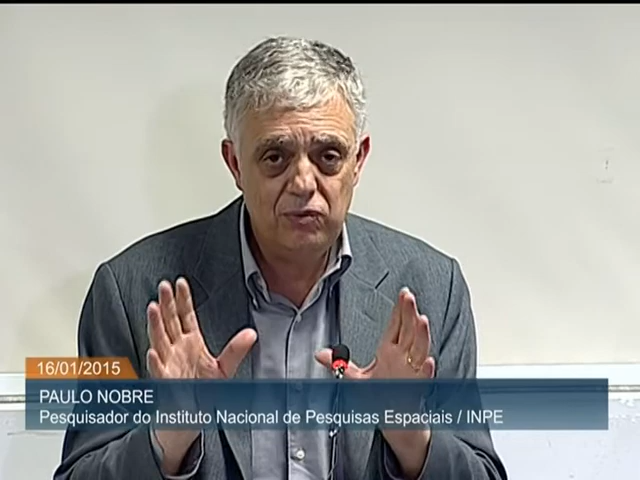 16/01/2015
PAULO NOBRE
Pesquisador do Instituto Nacional de Pesquisas Espaciais / INPE